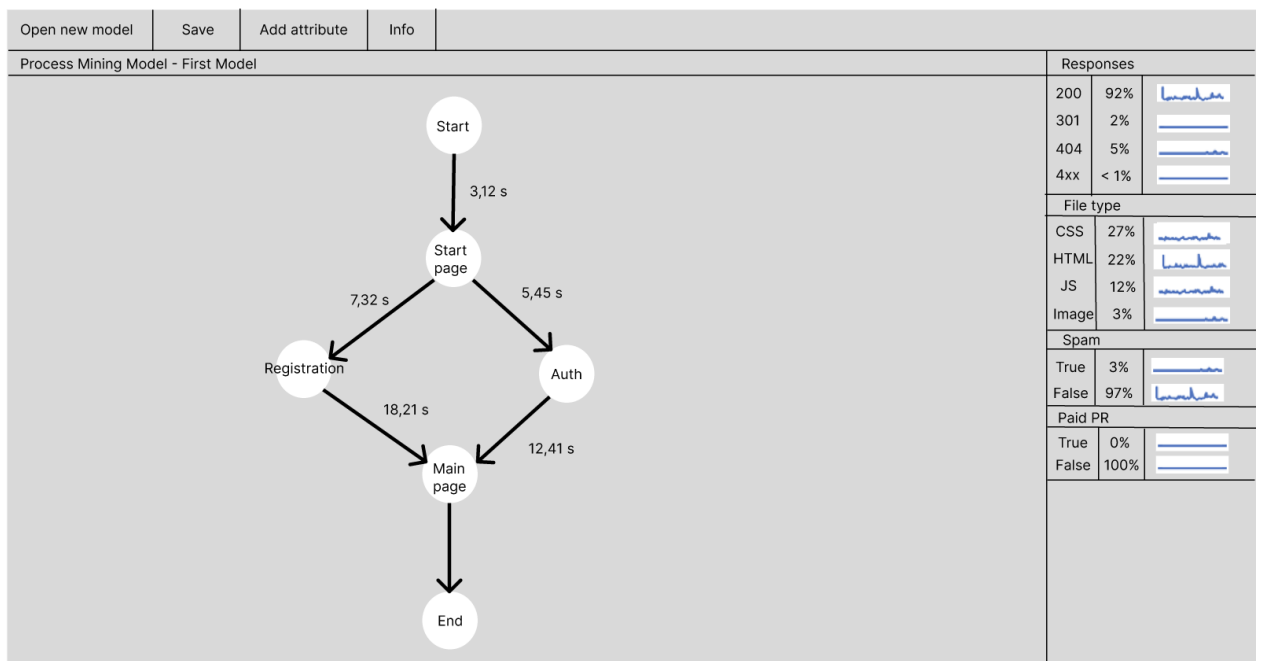 Open new model Save Add attribute Info
Process Mining Model - First Model
Start
3,12 s
Start
page
7,32 s
5,45 s
Registration
Auth
18,21 s
12,41 s
Main
page
End
Responses
200 92%
301 2%
404 5%
4xx < 1%
File type
CSS 27%
HTML 22%
JS 12%
Image 3%
Spam
True 3%
False 97%
Paid PR
True 0%
False 100%